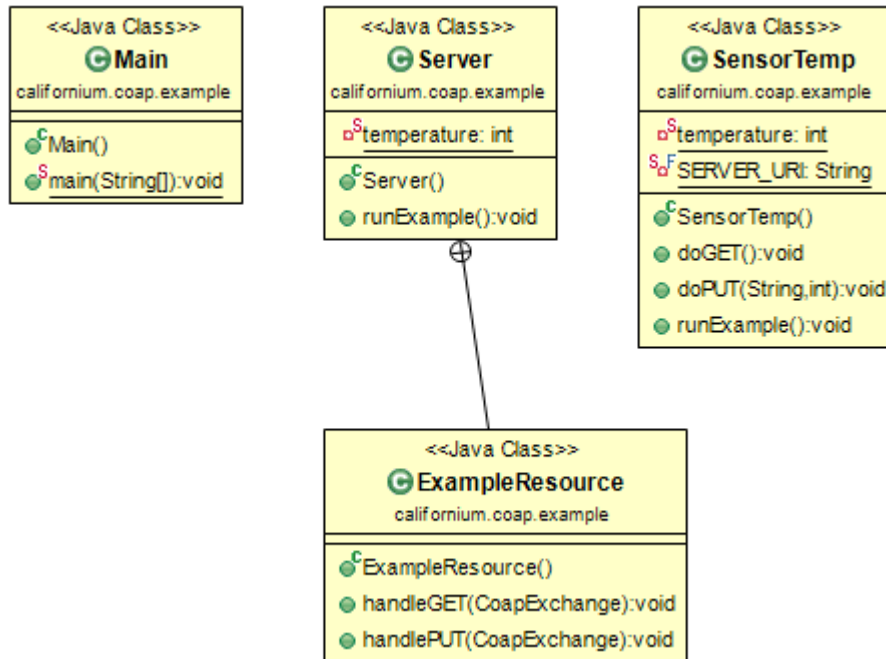 <<Java Class>>
C Main
californium.coap.example
C Main()
S main(String[]):void
<<Java Class>>
C Server
californium.coap.example
S temperature: int
C Server()
runExample():void
<<Java Class>>
C SensorTemp
californium.coap.example
S temperature: int
S F SERVER_URI: String
C SensorTemp()
doGET():void
doPUT(String,int):void
runExample():void
<<Java Class>>
C ExampleResource
californium.coap.example
C ExampleResource()
handleGET(CoapExchange):void
handlePUT(CoapExchange):void